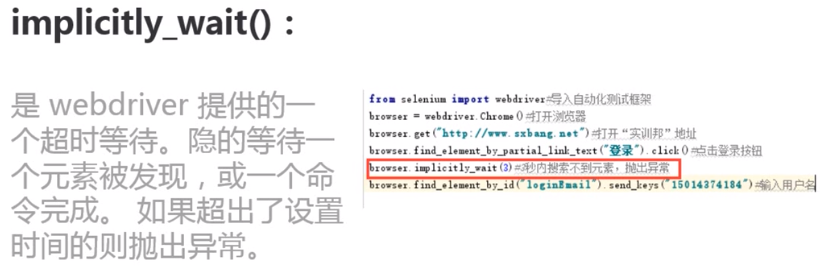 implicitly_wait()：
是 webdriver 提供的一
个超时等待。隐的等待一
个元素被发现，或一个命
令完成。 如果超出了设置
时间的则抛出异常。
from selenium import webdriver#导入自动化测试框架
browser = webdriver.Chrome()#打开浏览器
browser.get("http://www.sxbang.net")#打开“实训邦”地址
browser.find_element_by_partial_link_text("登录").click()#点击登录按钮
browser.implicitly_wait(3)#3秒内搜索不到元素，抛出异常
browser.find_element_by_id("loginEmail").send_keys("15014374184")#输入用户名